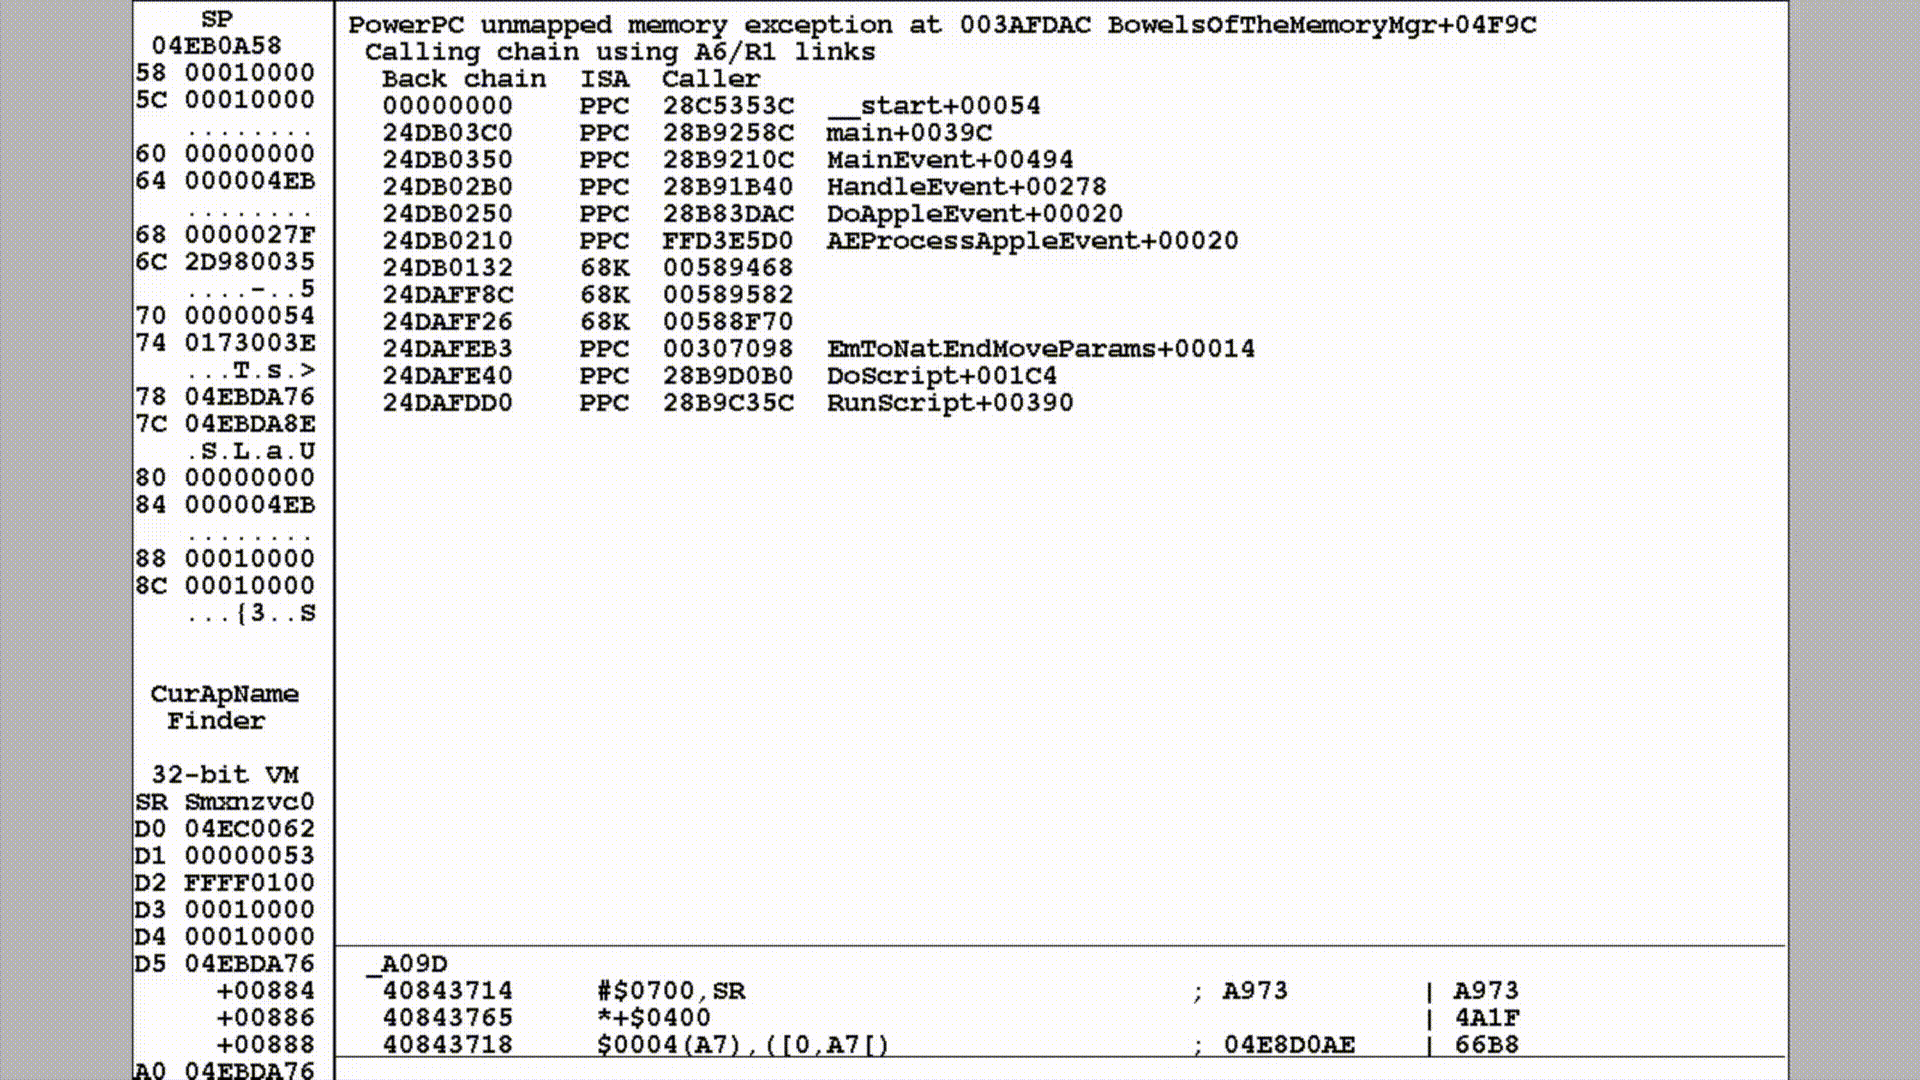 SP
04EB0A58
58 00010000
5C 00010000
........
60 00000000
64 000004EB
........
68 0000027F
6C 2D980035
....-..5
70 00000054
74 0173003E
...T.s.>
78 04EBDA76
7C 04EBDA8E
.S.L.a.U
80 00000000
84 000004EB
........
88 00010000
8C 00010000
...{3..S
CurApName
Finder
32-bit VM
SR Smxnzvc0
D0 04EC0062
D1 00000053
D2 FFFF0100
D3 00010000
D4 00010000
D5 04EBDA76
+00884
+00886
+00888
A0 04EBDA76
PowerPC unmapped memory exception at 003AFDAC BowelsOfTheMemoryMgr+04F9C
Calling chain using A6/R1 links
Back chain ISA Caller
00000000 PPC 28C5353C __start+00054
24DB03C0 PPC 28B9258C main+0039C
24DB0350 PPC 28B9210C MainEvent+00494
24DB02B0 PPC 28B91B40 HandleEvent+00278
24DB0250 PPC 28B83DAC DoAppleEvent+00020
24DB0210 PPC FFD3E5D0 AEProcessAppleEvent+00020
24DB0132 68K 00589468
24DAFF8C 68K 00589582
24DAFF26 68K 00588F70
24DAFEB3 PPC 00307098 EmToNatEndMoveParams+00014
24DAFE40 PPC 28B9D0B0 DoScript+001C4
24DAFDD0 PPC 28B9C35C RunScript+00390
_A09D
40843714 #$0700,SR ; A973 | A973
40843765 *+$0400 | 4A1F
40843718 $0004(A7),([0,A7[) ; 04E8D0AE | 66B8